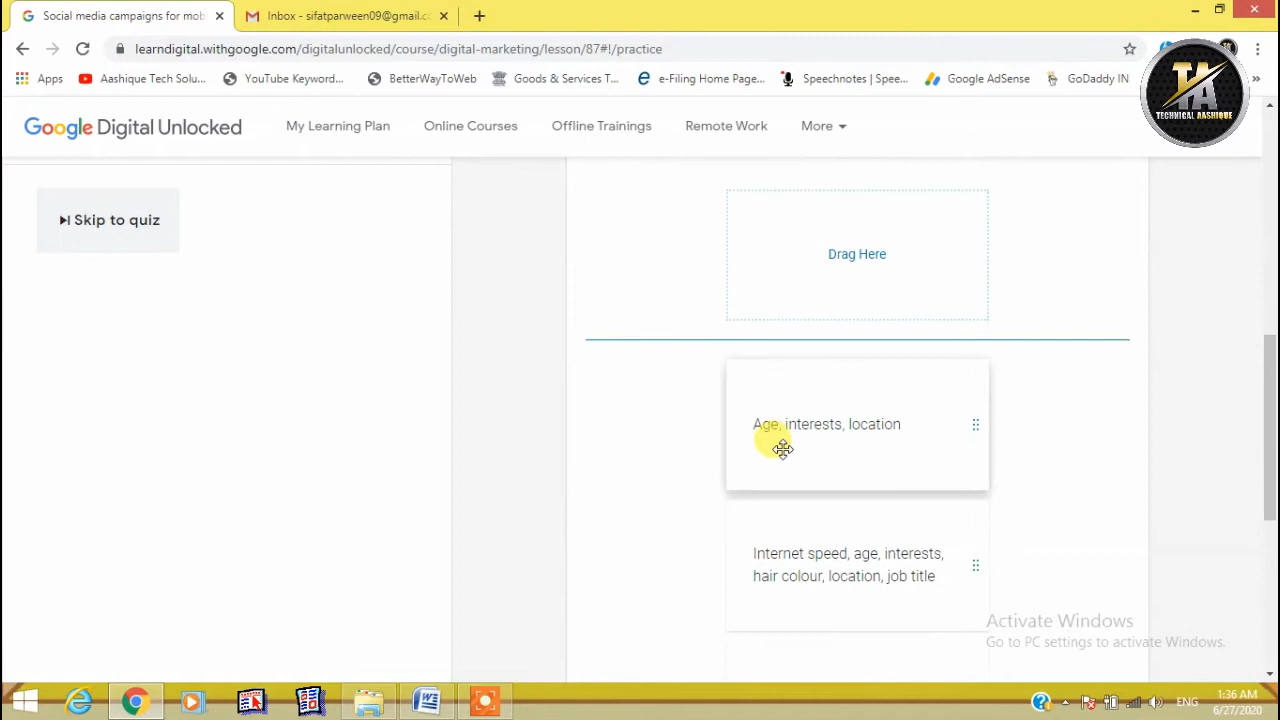 Social media campaigns for mob
Inbox - sifatparween09@gmail.c
learndigital.withgoogle.com/digitalunlocked/course/digital-marketing/lesson/87#!/practice
Apps
Aashique Tech Solu...
YouTube Keyword...
BetterWayToWeb
Goods & Services T...
e-Filing Home Page...
Speechnotes | Spee...
Google AdSense
GoDaddy IN
»
TA
TECHNICAL AASHIQUE
Google Digital Unlocked
My Learning Plan
Online Courses
Offline Trainings
Remote Work
More
Skip to quiz
Drag Here
Age, interests, location
Internet speed, age, interests,
hair colour, location, job title
Activate Windows
Go to PC settings to activate Windows.
ENG
1:36 AM
6/27/2020